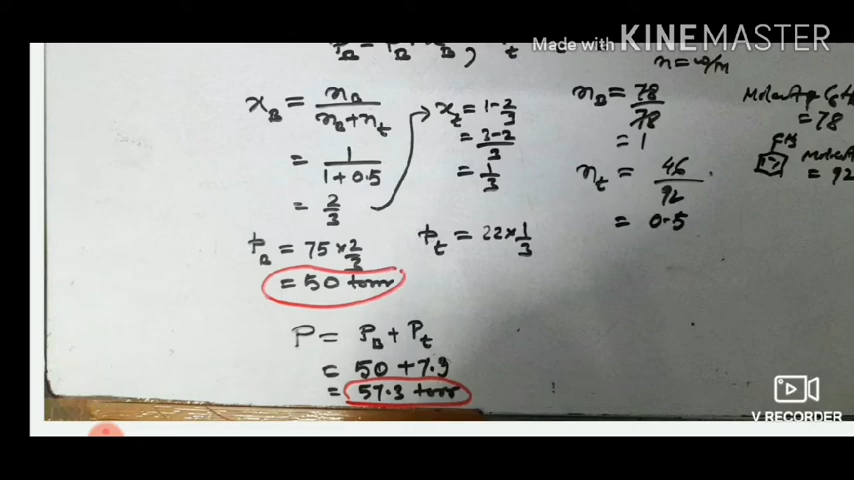 Made with KINEMASTER
n = w/m
x_B = n_B / (n_B + n_t)
= 1 / (1 + 0.5)
= 2/3
x_t = 1 - 2/3
= (3-2)/3
= 1/3
n_B = 78/78
= 1
n_t = 46/92
= 0.5
= 78
CH3
= 92
p_B = 75 × 2/3
= 50 torr
p_t = 22 × 1/3
P = P_B + P_t
= 50 + 7.3
= 57.3 torr
V RECORDER